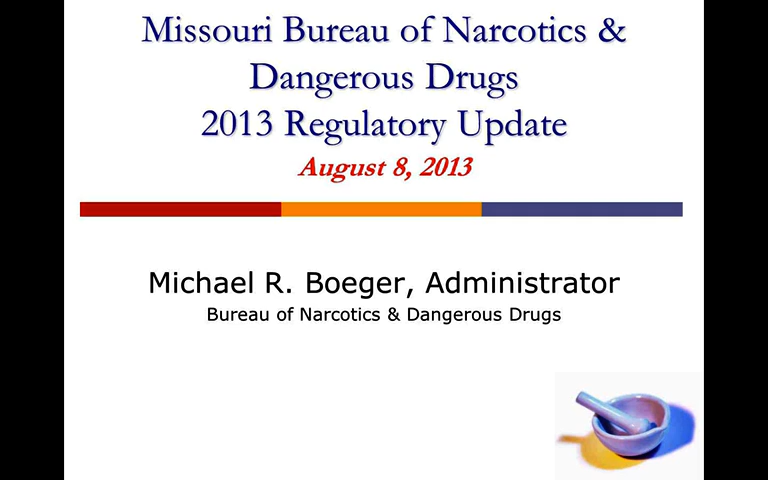 Missouri Bureau of Narcotics &
Dangerous Drugs
2013 Regulatory Update
August 8, 2013
Michael R. Boeger, Administrator
Bureau of Narcotics & Dangerous Drugs